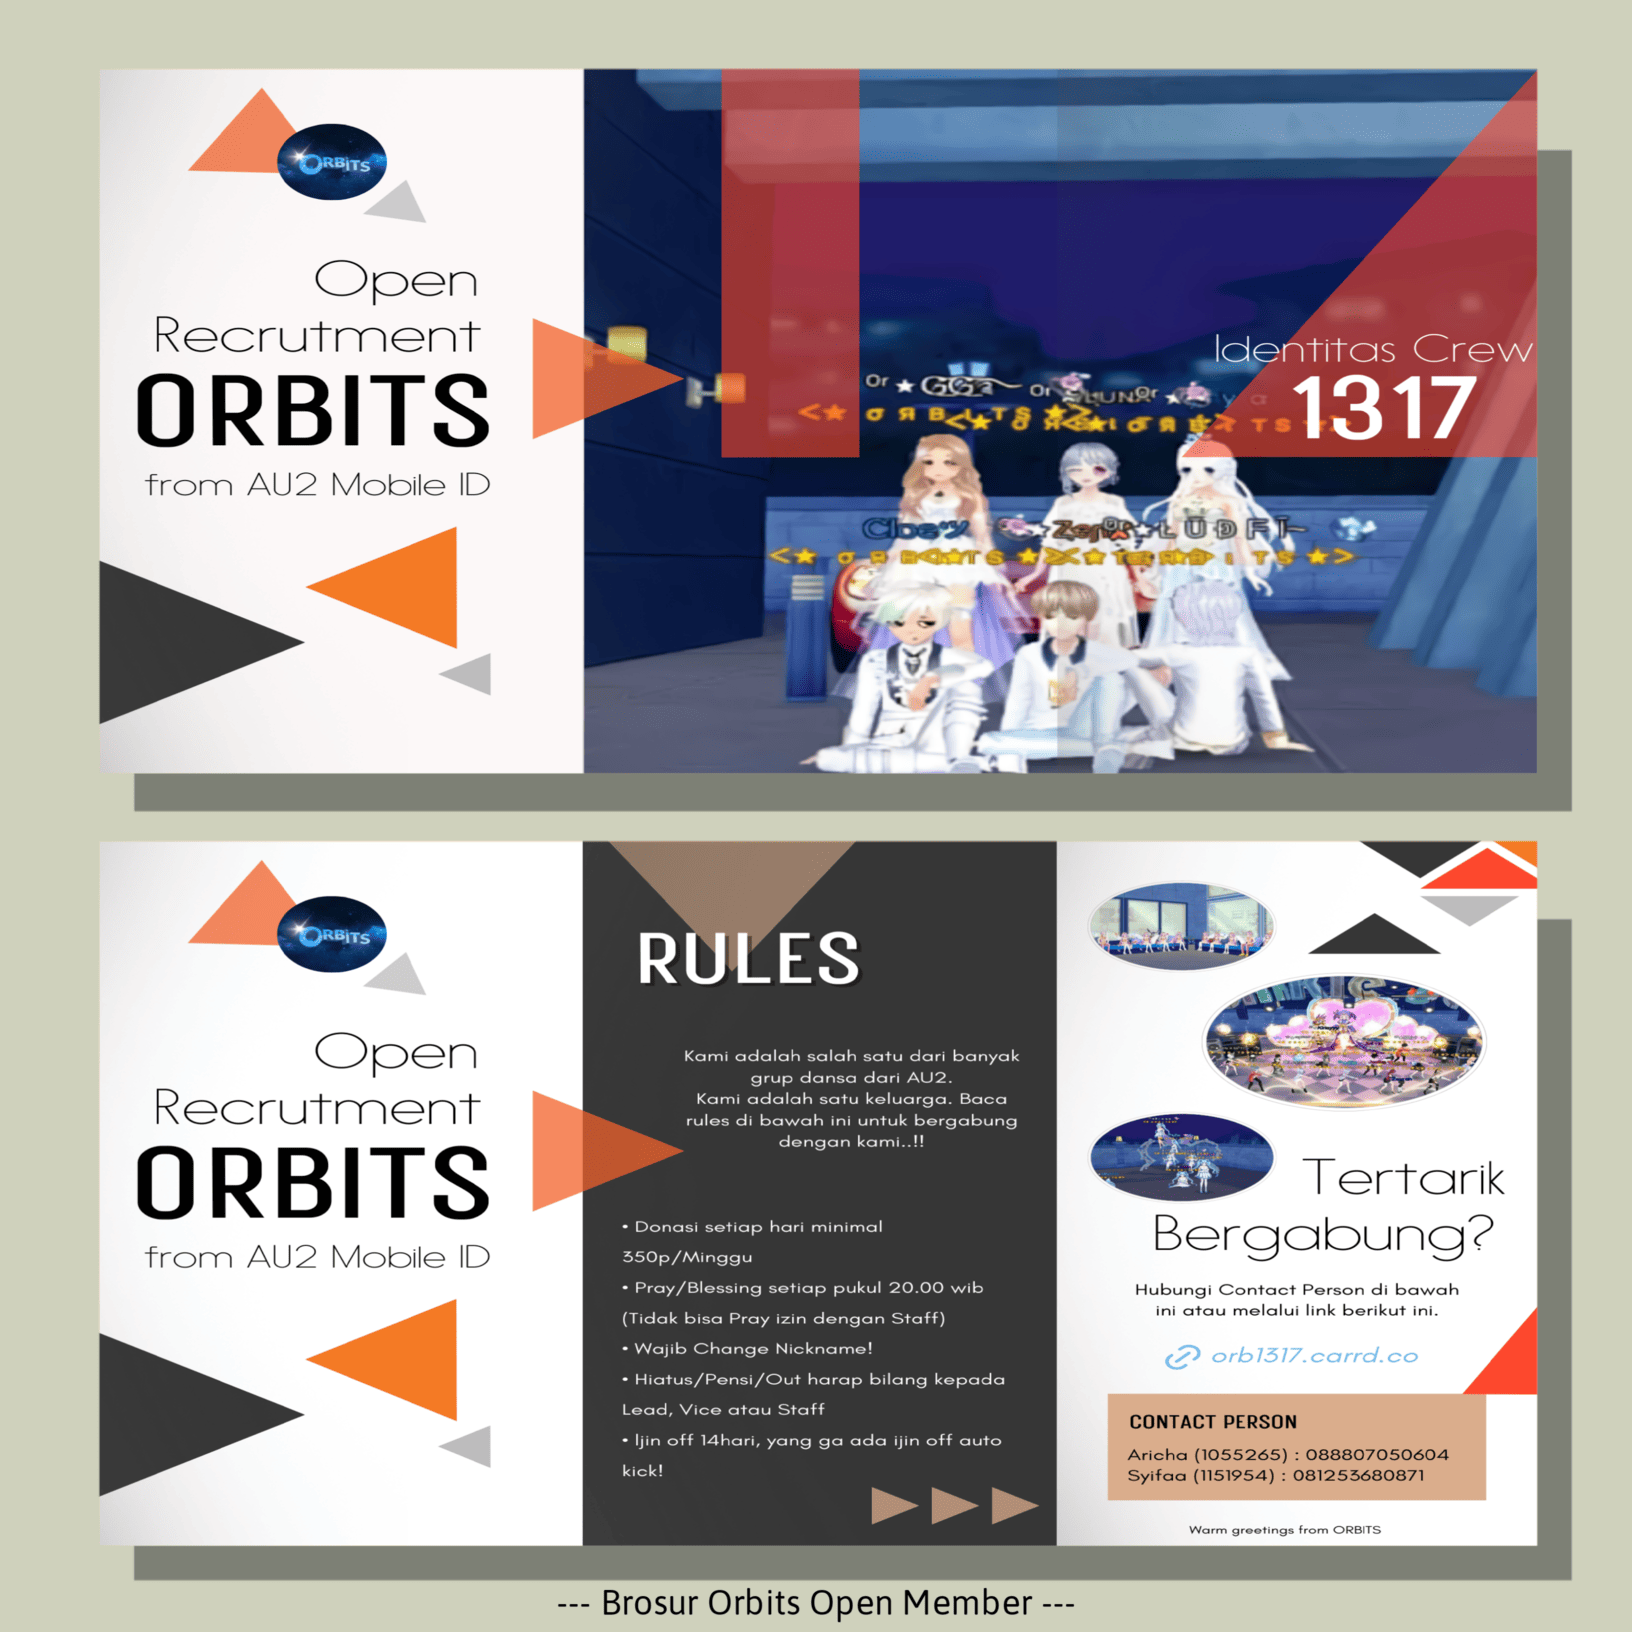 ORBITS
Open
Recrutment
ORBITS
from AU2 Mobile ID
Identitas Crew
1317
Or ★ GGa
Or
Cloey
LUDFI
ORBITS
Open
Recrutment
ORBITS
from AU2 Mobile ID
RULES
Kami adalah salah satu dari banyak
grup dansa dari AU2.
Kami adalah satu keluarga. Baca
rules di bawah ini untuk bergabung
dengan kami..!!
• Donasi setiap hari minimal
350p/Minggu
• Pray/Blessing setiap pukul 20.00 wib
(Tidak bisa Pray izin dengan Staff)
• Wajib Change Nickname!
• Hiatus/Pensi/Out harap bilang kepada
Lead, Vice atau Staff
• Ijin off 14hari, yang ga ada ijin off auto
kick!
Tertarik
Bergabung?
Hubungi Contact Person di bawah
ini atau melalui link berikut ini.
orb1317.carrd.co
CONTACT PERSON
Aricha (1055265) : 088807050604
Syifaa (1151954) : 081253680871
Warm greetings from ORBITS
--- Brosur Orbits Open Member ---